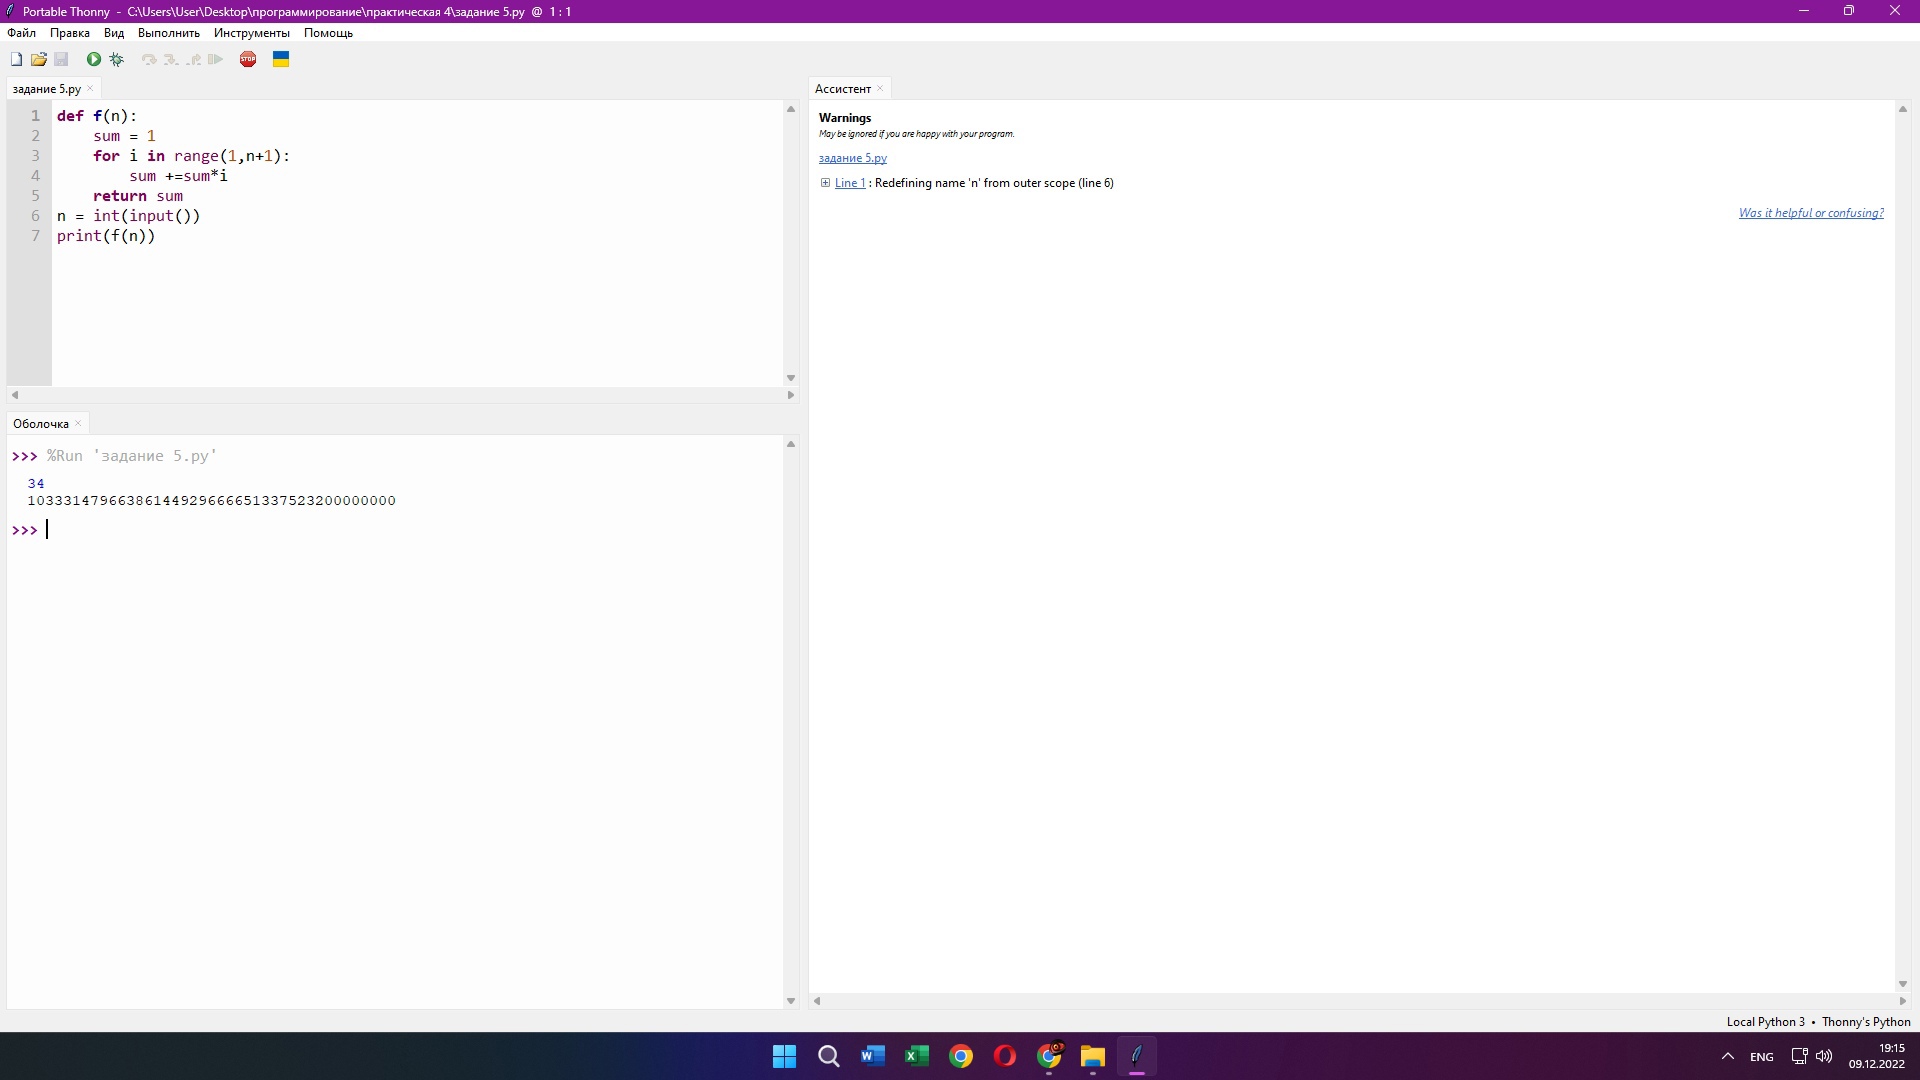 Portable Thonny - C:\Users\User\Desktop\программирование\практическая 4\задание 5.py @ 1 : 1
Файл Правка Вид Выполнить Инструменты Помощь
STOP
задание 5.py
1 def f(n):
2 sum = 1
3 for i in range(1,n+1):
4 sum +=sum*i
5 return sum
6 n = int(input())
7 print(f(n))
Оболочка
>>> %Run 'задание 5.py'
34
10333147966386144929666651337523200000000
>>>
Ассистент
Warnings
May be ignored if you are happy with your program.
задание 5.py
Line 1 : Redefining name 'n' from outer scope (line 6)
Was it helpful or confusing?
Local Python 3 • Thonny's Python
ENG
19:15
09.12.2022